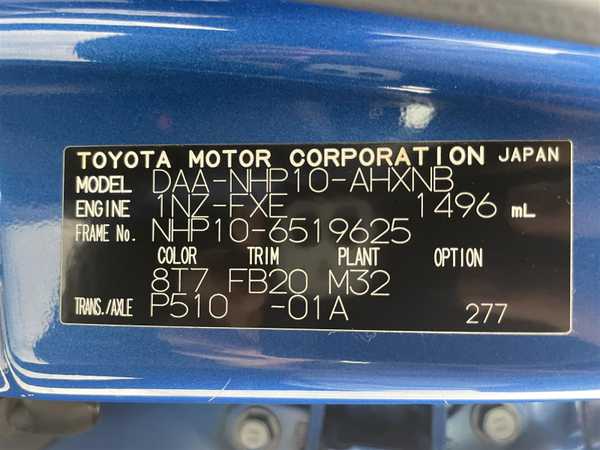 TOYOTA MOTOR CORPORATION JAPAN
MODEL DAA-NHP10-AHXNB
ENGINE 1NZ-FXE 1496 mL
FRAME No. NHP10-6519625
COLOR TRIM PLANT OPTION
8T7 FB20 M32
TRANS./AXLE P510 -01A 277